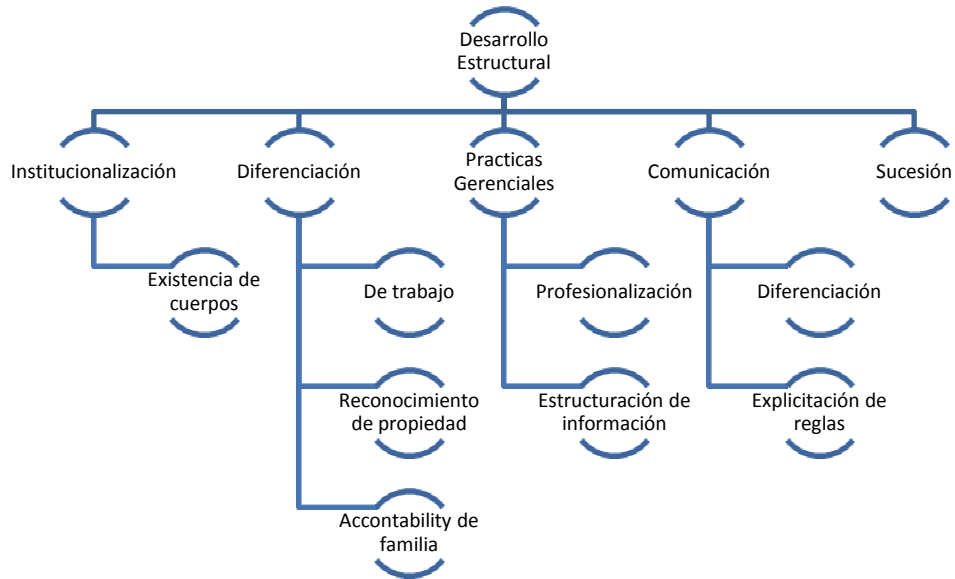 Desarrollo
Estructural
Institucionalización
Diferenciación
Practicas
Gerenciales
Comunicación
Sucesión
Existencia de
cuerpos
De trabajo
Profesionalización
Diferenciación
Reconocimiento
de propiedad
Estructuración de
información
Explicitación de
reglas
Accontability de
familia